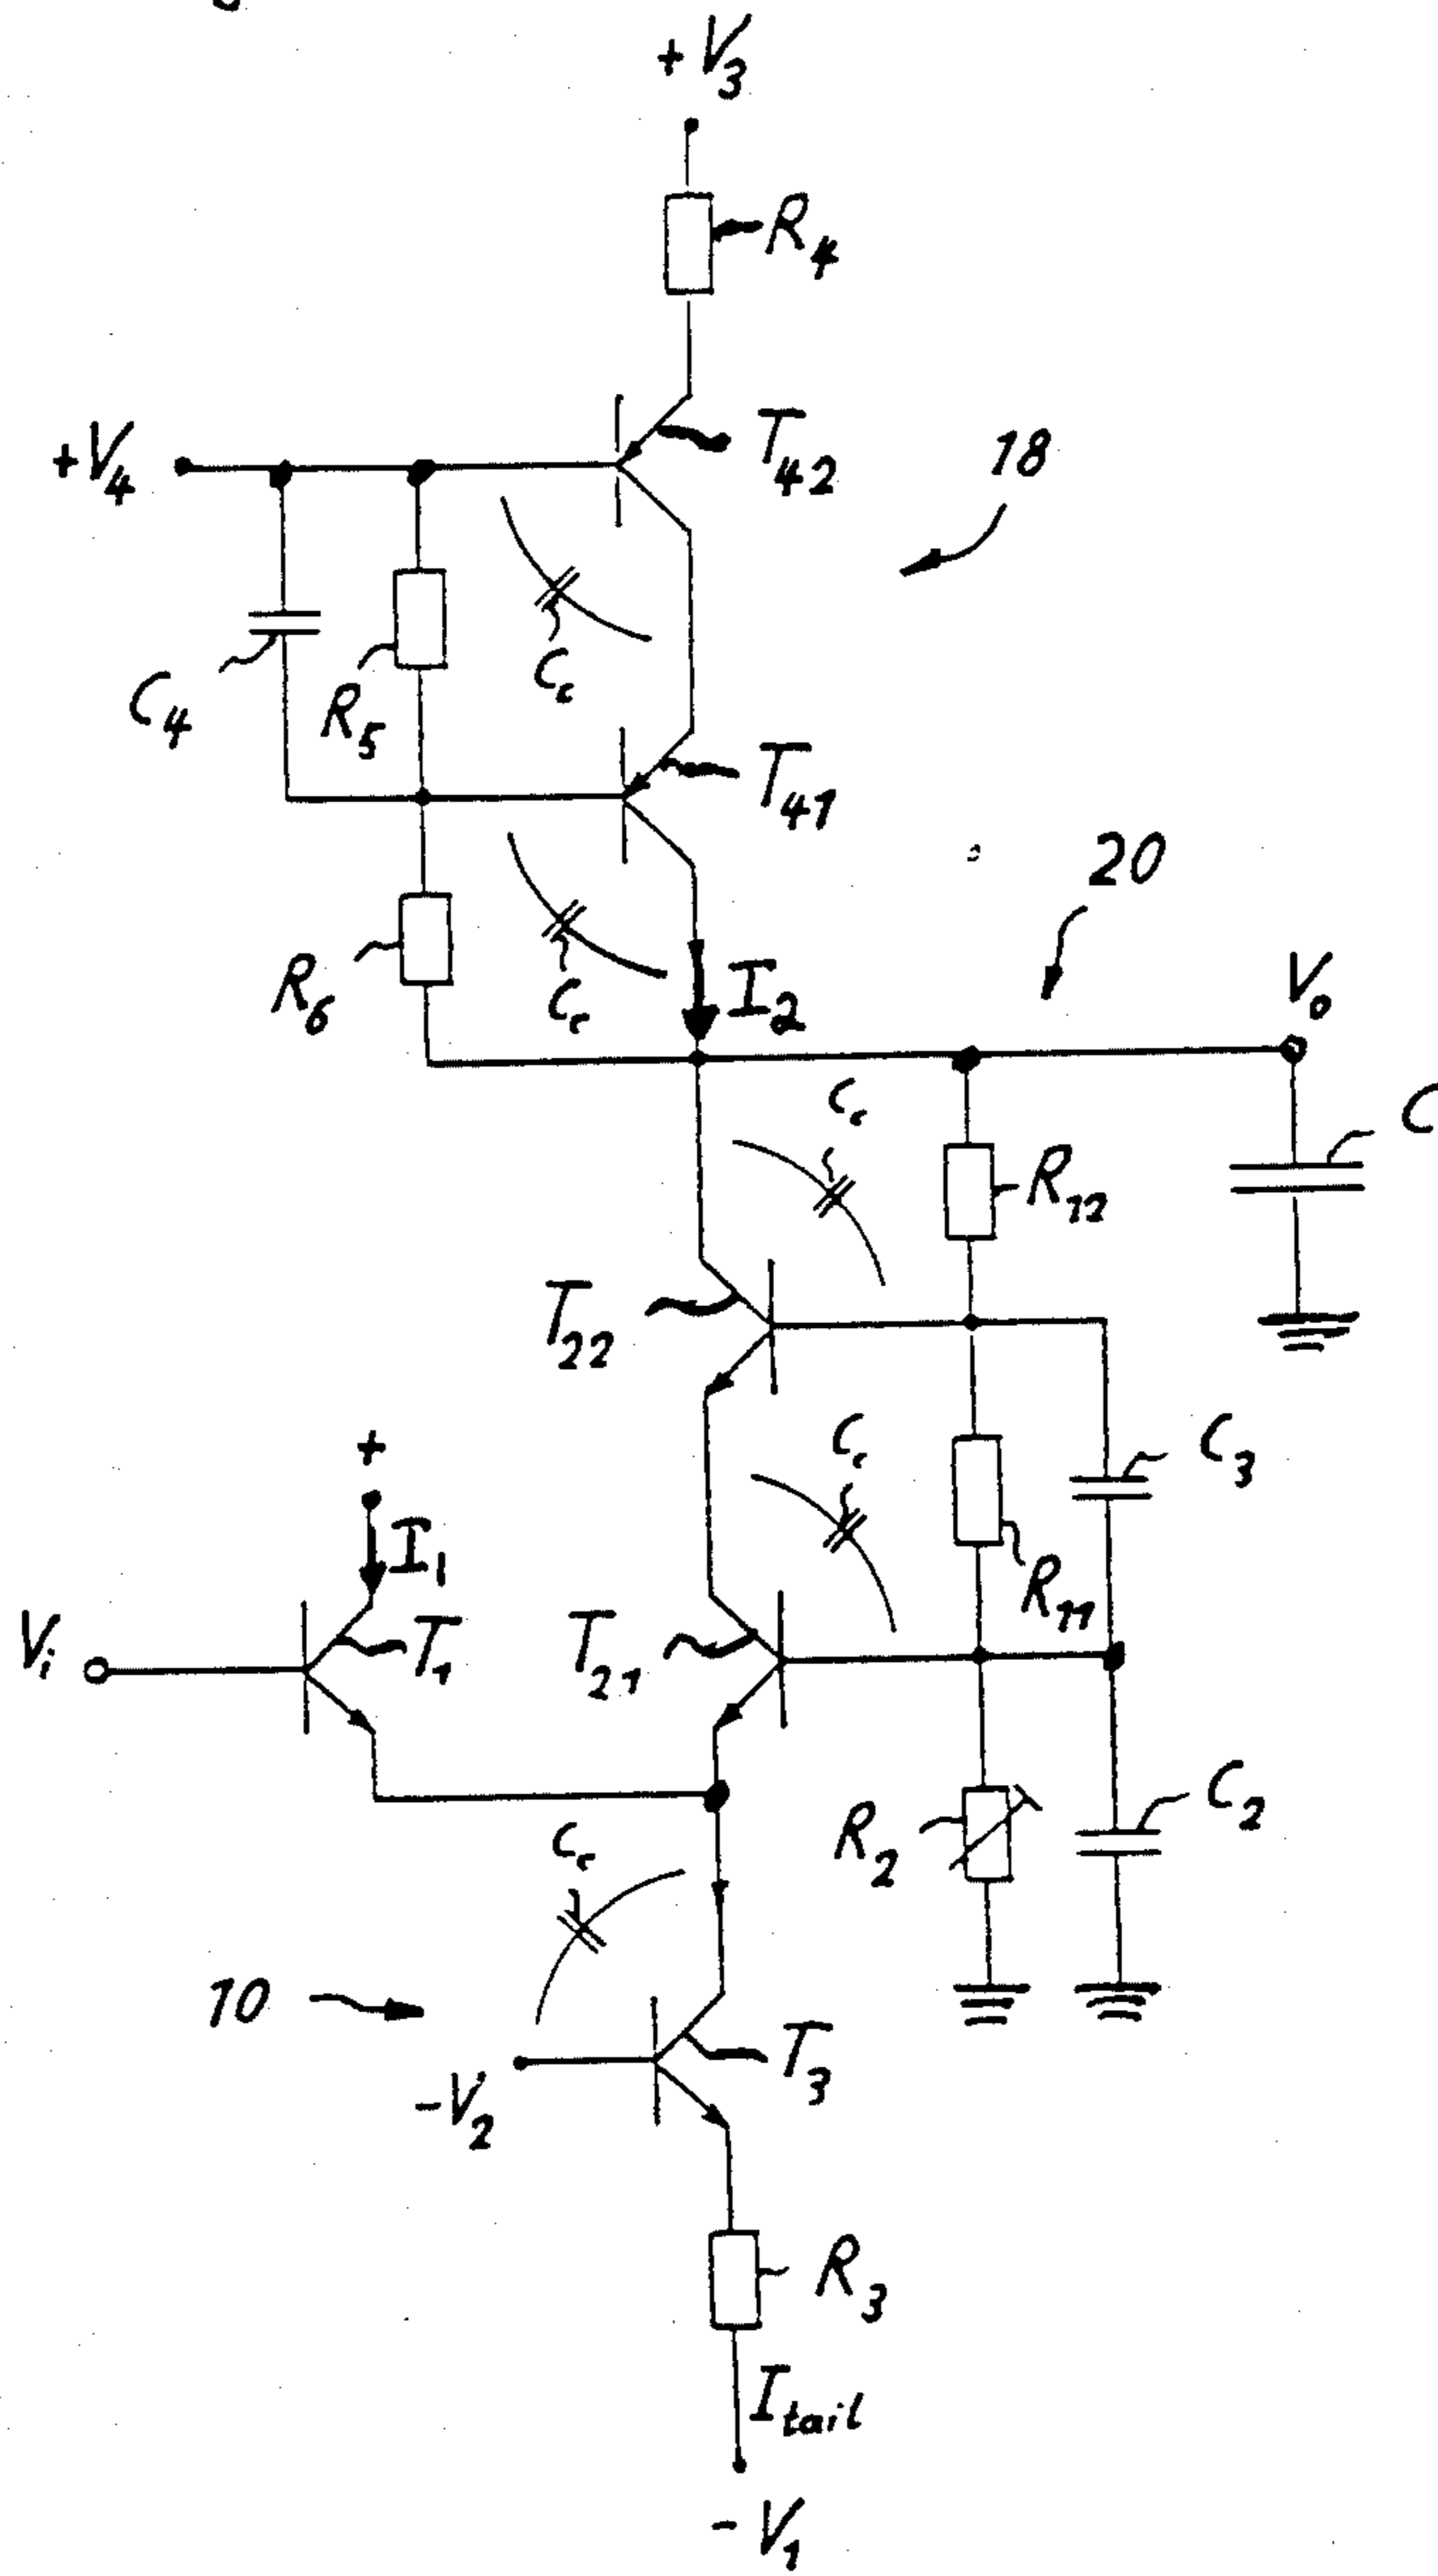 +V₃
R₄
T₄₂
18
+V₄
C₄
R₅
Cc
T₄₁
20
R₆
Cc
I₂
V₀
Cc
C
R₁₂
T₂₂
+
I₁
Cc
C₃
R₁₁
Vᵢ
T₁
T₂₁
R₂
C₂
Cc
10
T₃
-V₂
R₃
Itail
-V₁